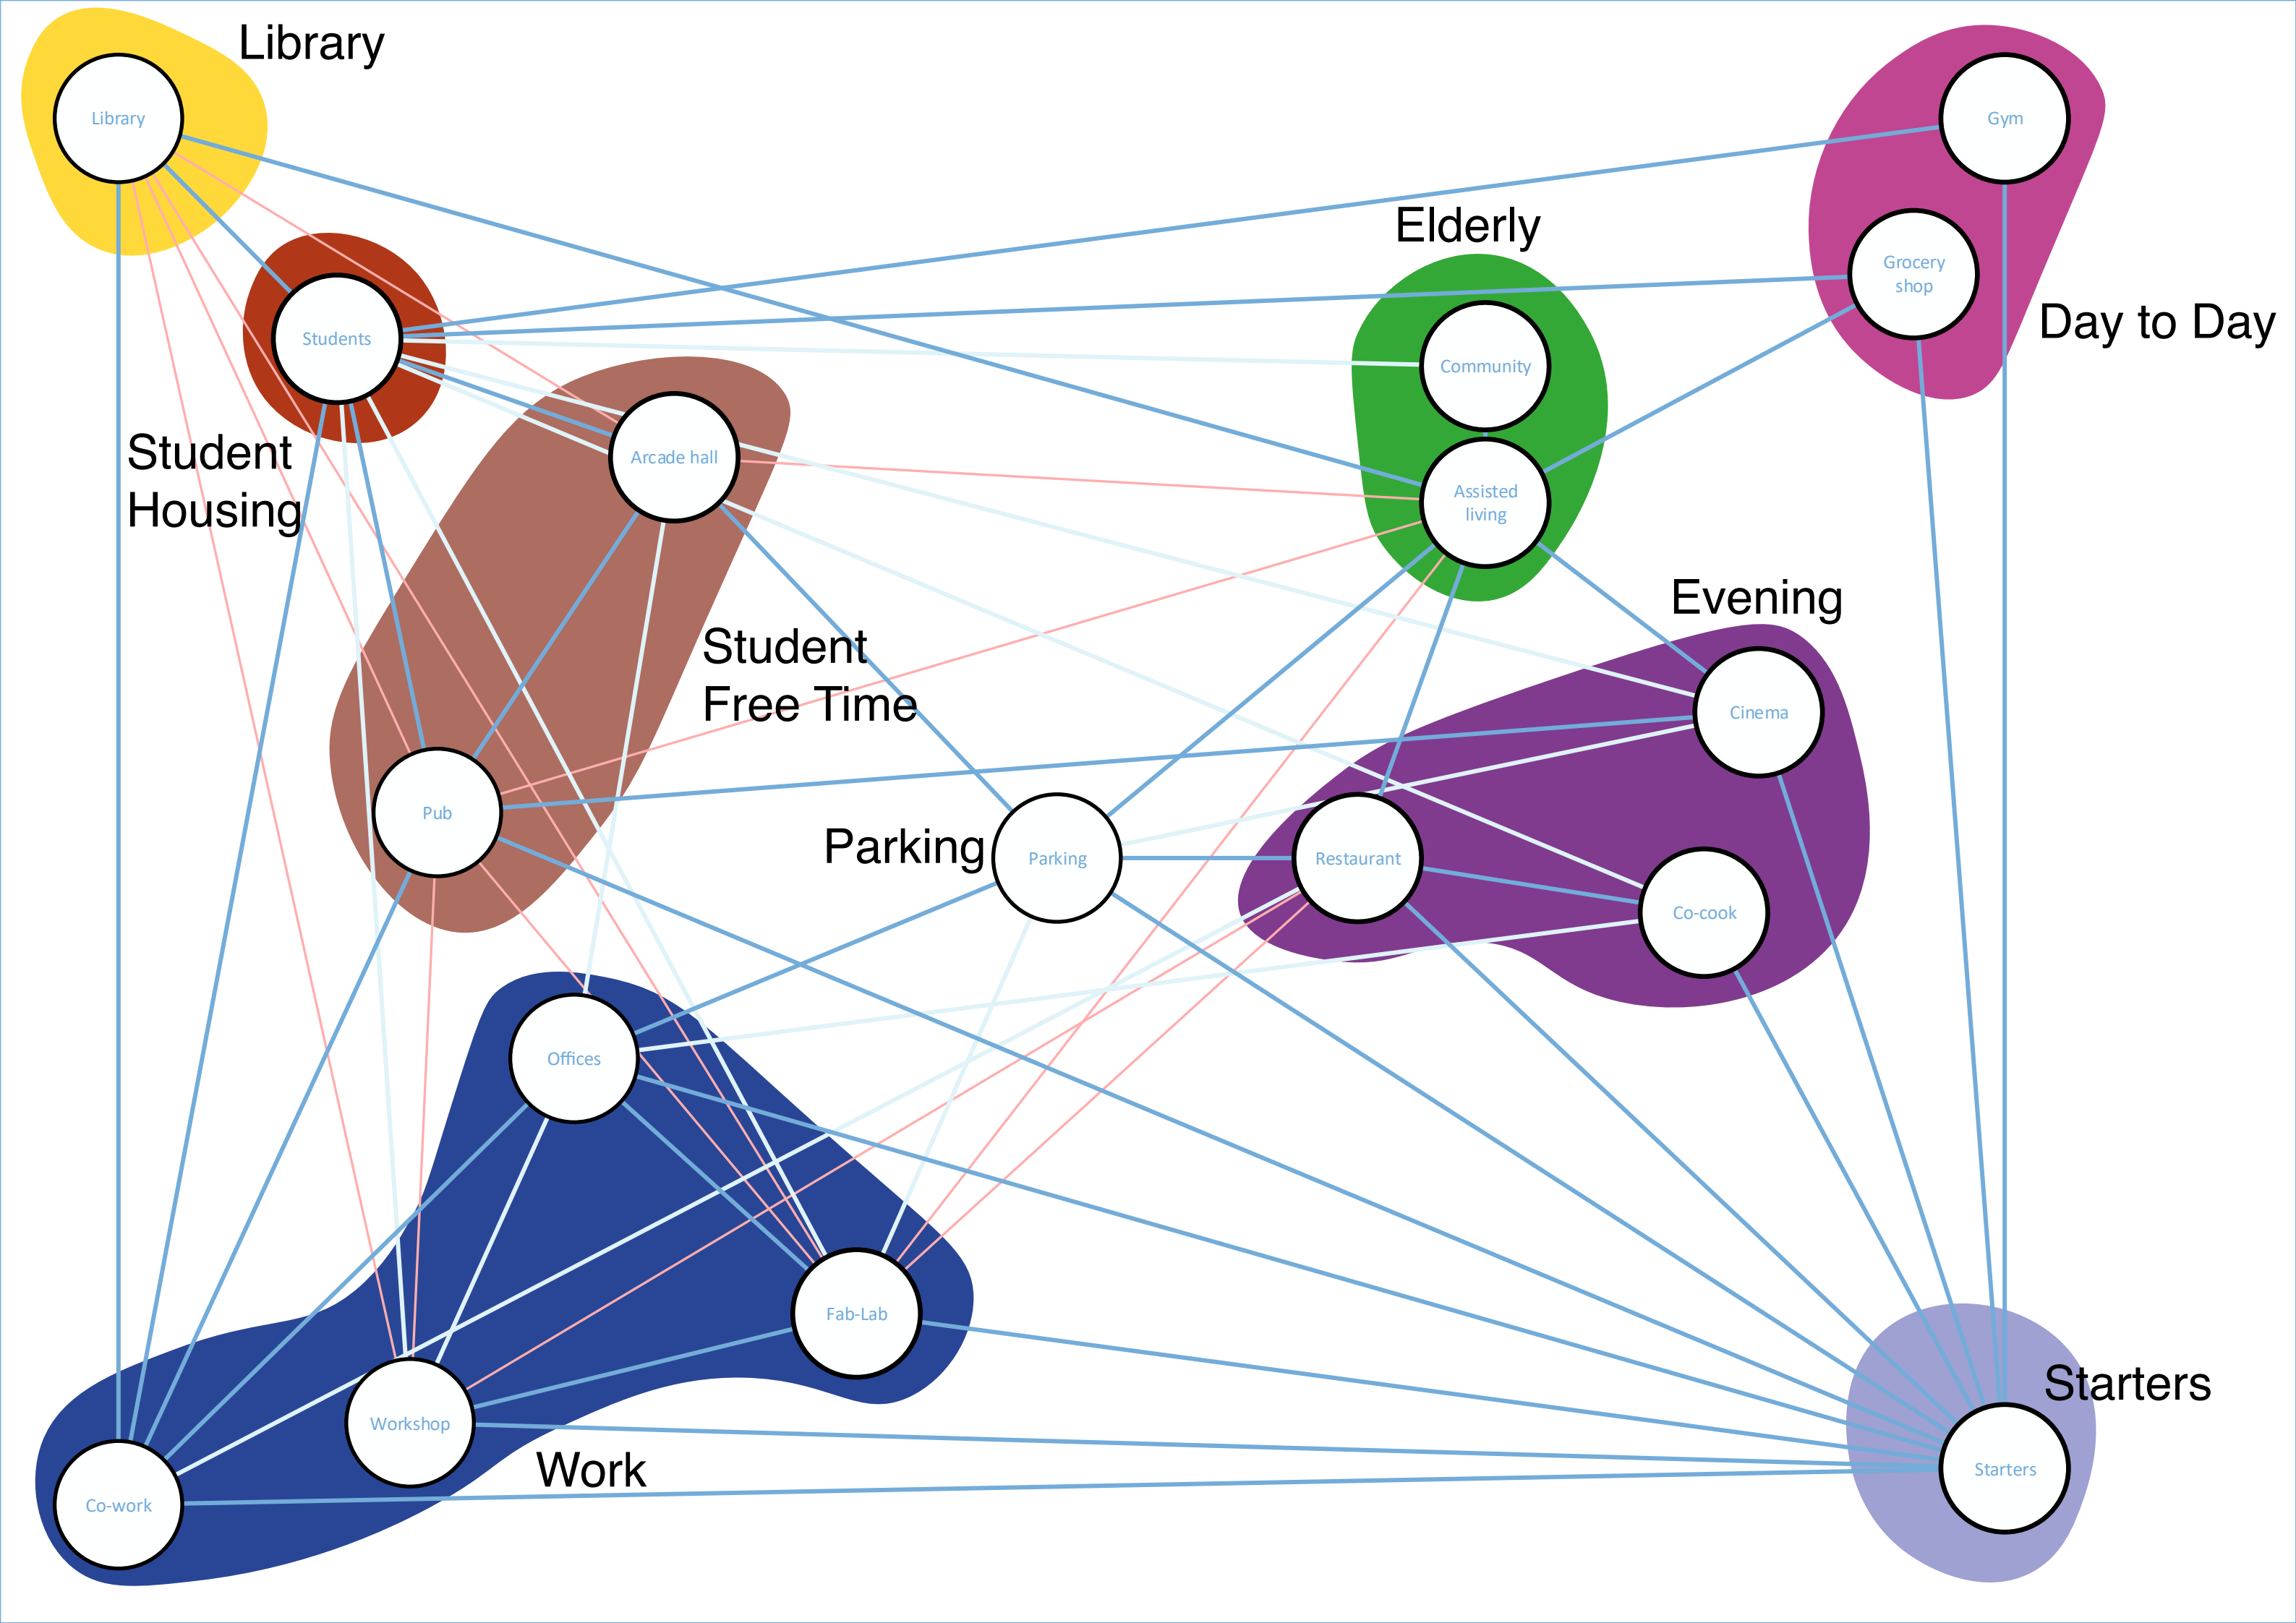 Library
Library
Gym
Elderly
Grocery
shop
Day to Day
Students
Community
Student
Housing
Arcade hall
Assisted
living
Evening
Student
Free Time
Cinema
Pub
Parking
Parking
Restaurant
Co-cook
Offices
Fab-Lab
Starters
Workshop
Work
Starters
Co-work